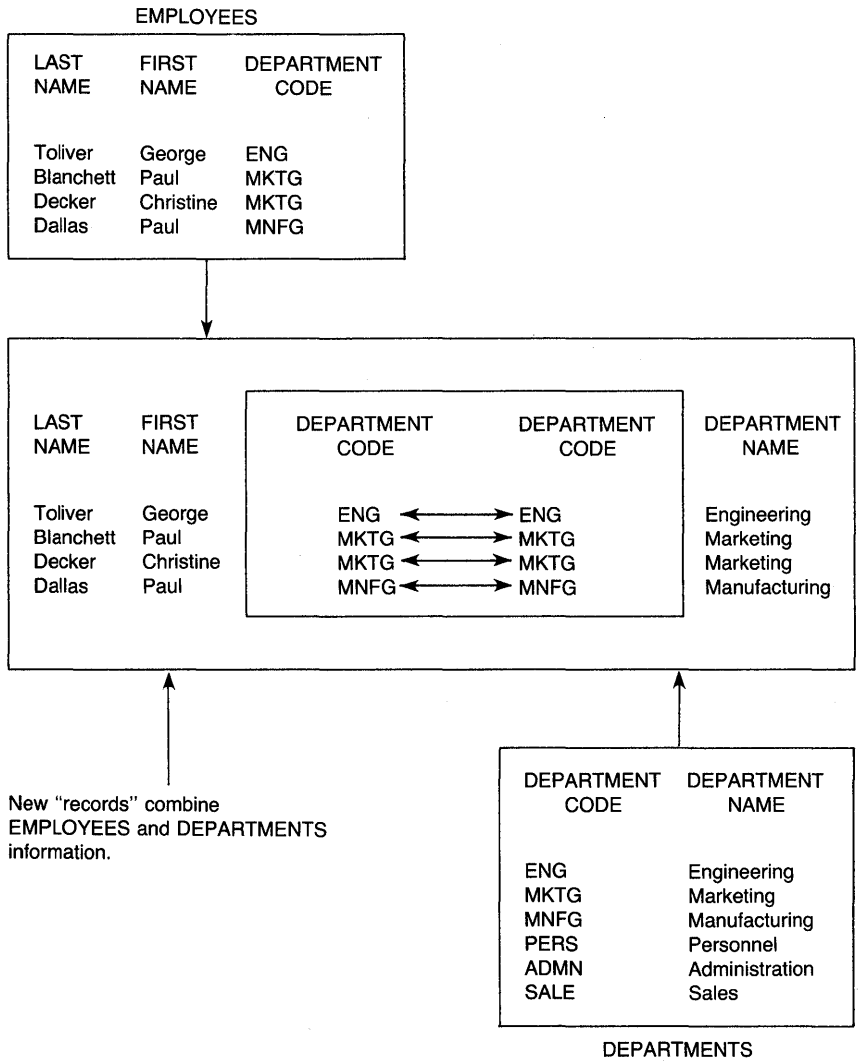 EMPLOYEES
LAST FIRST DEPARTMENT
NAME NAME CODE
Toliver George ENG
Blanchett Paul MKTG
Decker Christine MKTG
Dallas Paul MNFG
LAST FIRST DEPARTMENT DEPARTMENT DEPARTMENT
NAME NAME CODE CODE NAME
Toliver George ENG ENG Engineering
Blanchett Paul MKTG MKTG Marketing
Decker Christine MKTG MKTG Marketing
Dallas Paul MNFG MNFG Manufacturing
New “records” combine
EMPLOYEES and DEPARTMENTS
information.
DEPARTMENT DEPARTMENT
CODE NAME
ENG Engineering
MKTG Marketing
MNFG Manufacturing
PERS Personnel
ADMN Administration
SALE Sales
DEPARTMENTS